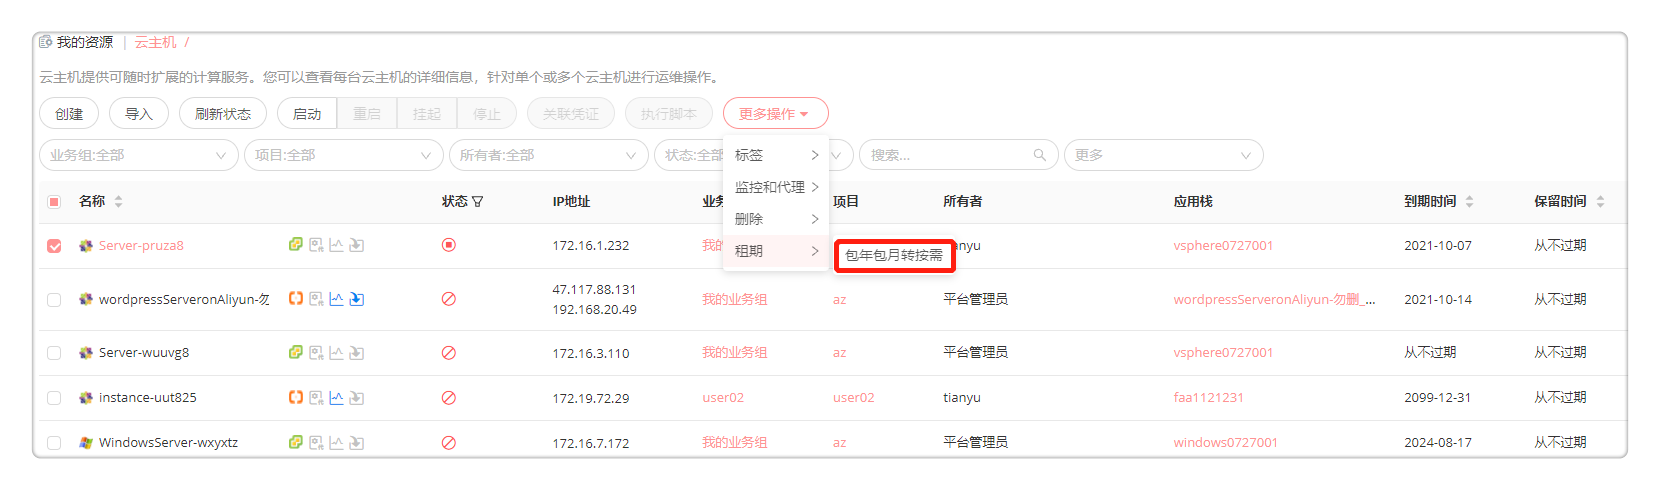 我的资源 | 云主机 /
云主机提供可随时扩展的计算服务。您可以查看每台云主机的详细信息，针对单个或多个云主机进行运维操作。
创建 导入 刷新状态 启动 重启 挂起 停止 关联凭证 执行脚本 更多操作
业务组:全部 项目:全部 所有者:全部 状态:全部 搜索... 更多
标签
监控和代理
删除
租期
包年包月转按需
名称 状态 IP地址 业务 项目 所有者 应用栈 到期时间 保留时间
Server-pruza8 172.16.1.232 我的 anyu vsphere0727001 2021-10-07 从不过期
wordpressServeronAliyun-勿 47.117.88.131 192.168.20.49 我的业务组 az 平台管理员 wordpressServeronAliyun-勿删_... 2021-10-14 从不过期
Server-wuuvg8 172.16.3.110 我的业务组 az 平台管理员 vsphere0727001 从不过期 从不过期
instance-uut825 172.19.72.29 user02 user02 tianyu faa1121231 2099-12-31 从不过期
WindowsServer-wxyxtz 172.16.7.172 我的业务组 az 平台管理员 windows0727001 2024-08-17 从不过期